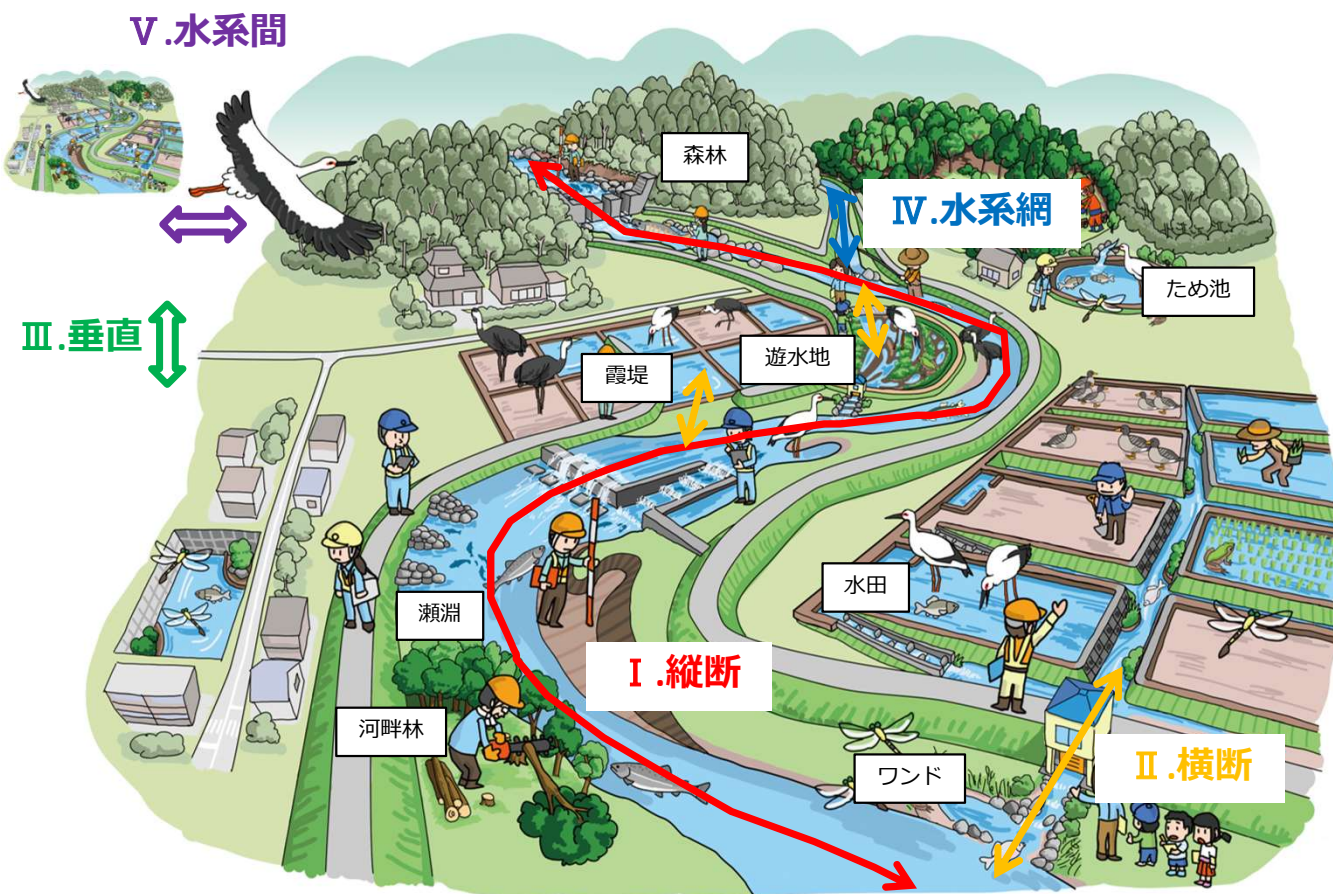 Ⅴ.水系間
森林
Ⅳ.水系網
ため池
Ⅲ.垂直
遊水地
霞堤
水田
瀬淵
Ⅰ.縦断
河畔林
ワンド
Ⅱ.横断